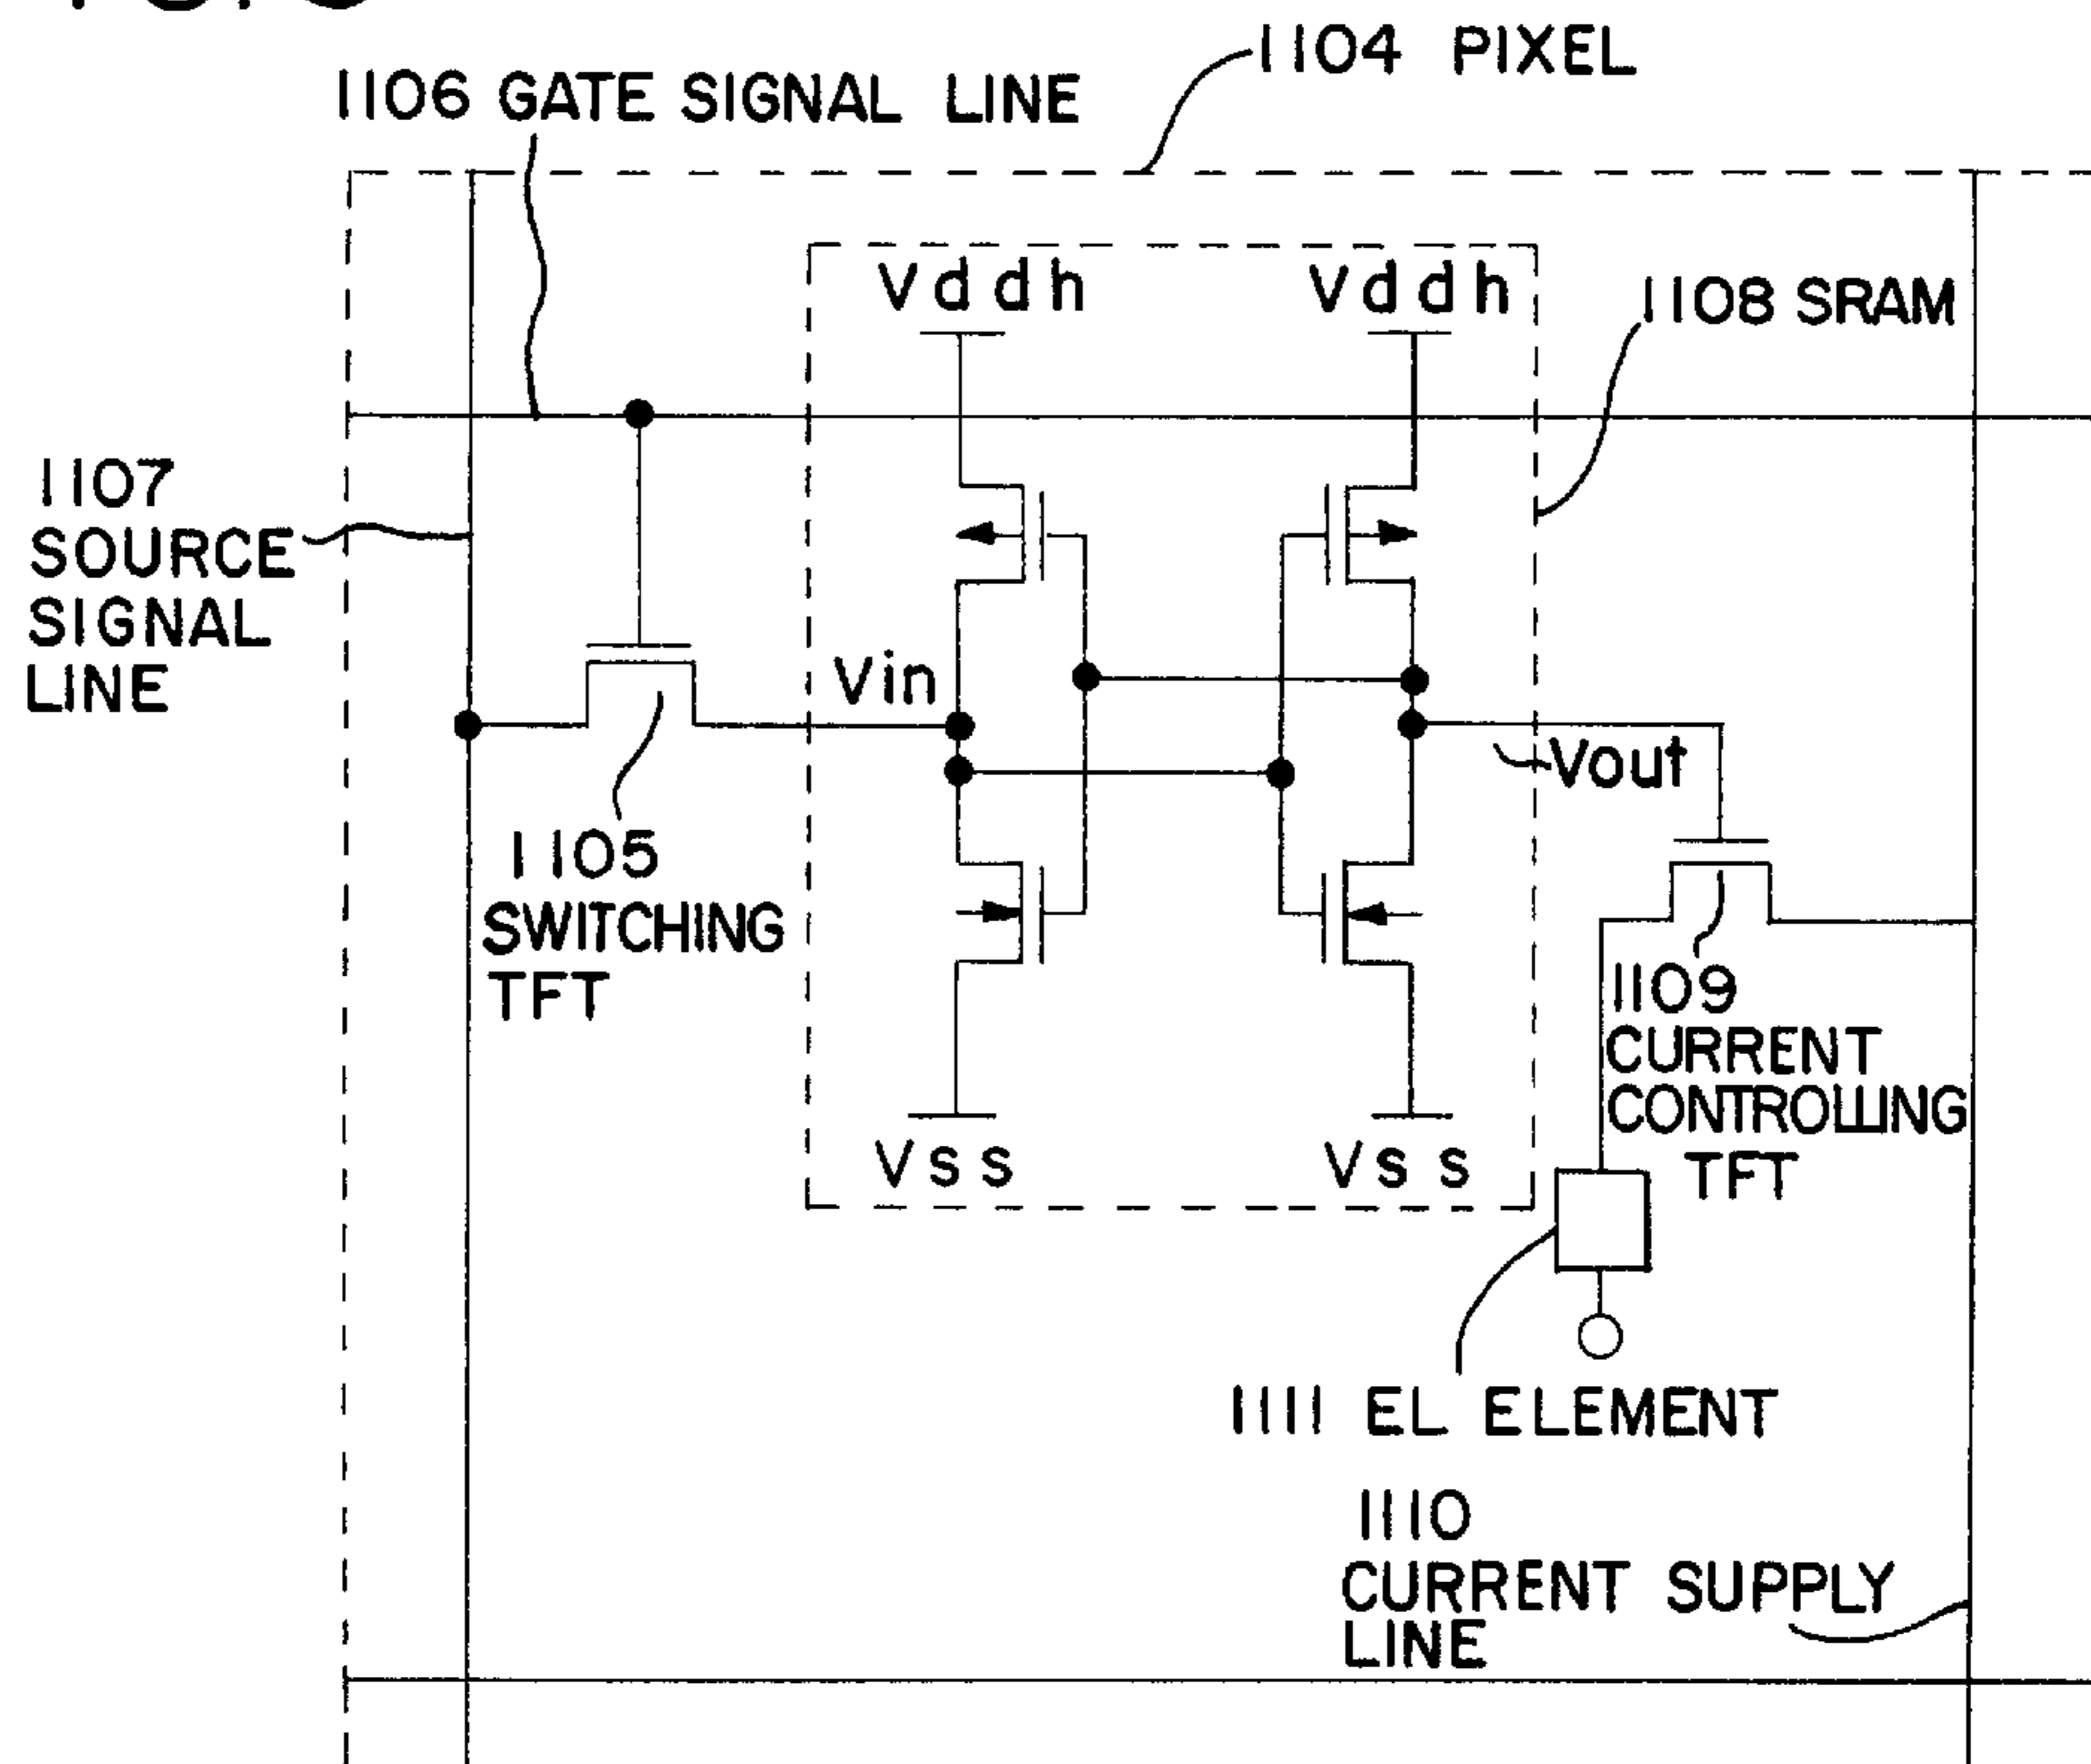 1104 PIXEL
1106 GATE SIGNAL LINE
Vddh
Vddh
1108 SRAM
1107
SOURCE
SIGNAL
LINE
Vin
Vout
1105
SWITCHING
TFT
1109
CURRENT
CONTROLLING
TFT
Vss
Vss
1111 EL ELEMENT
1110
CURRENT SUPPLY
LINE